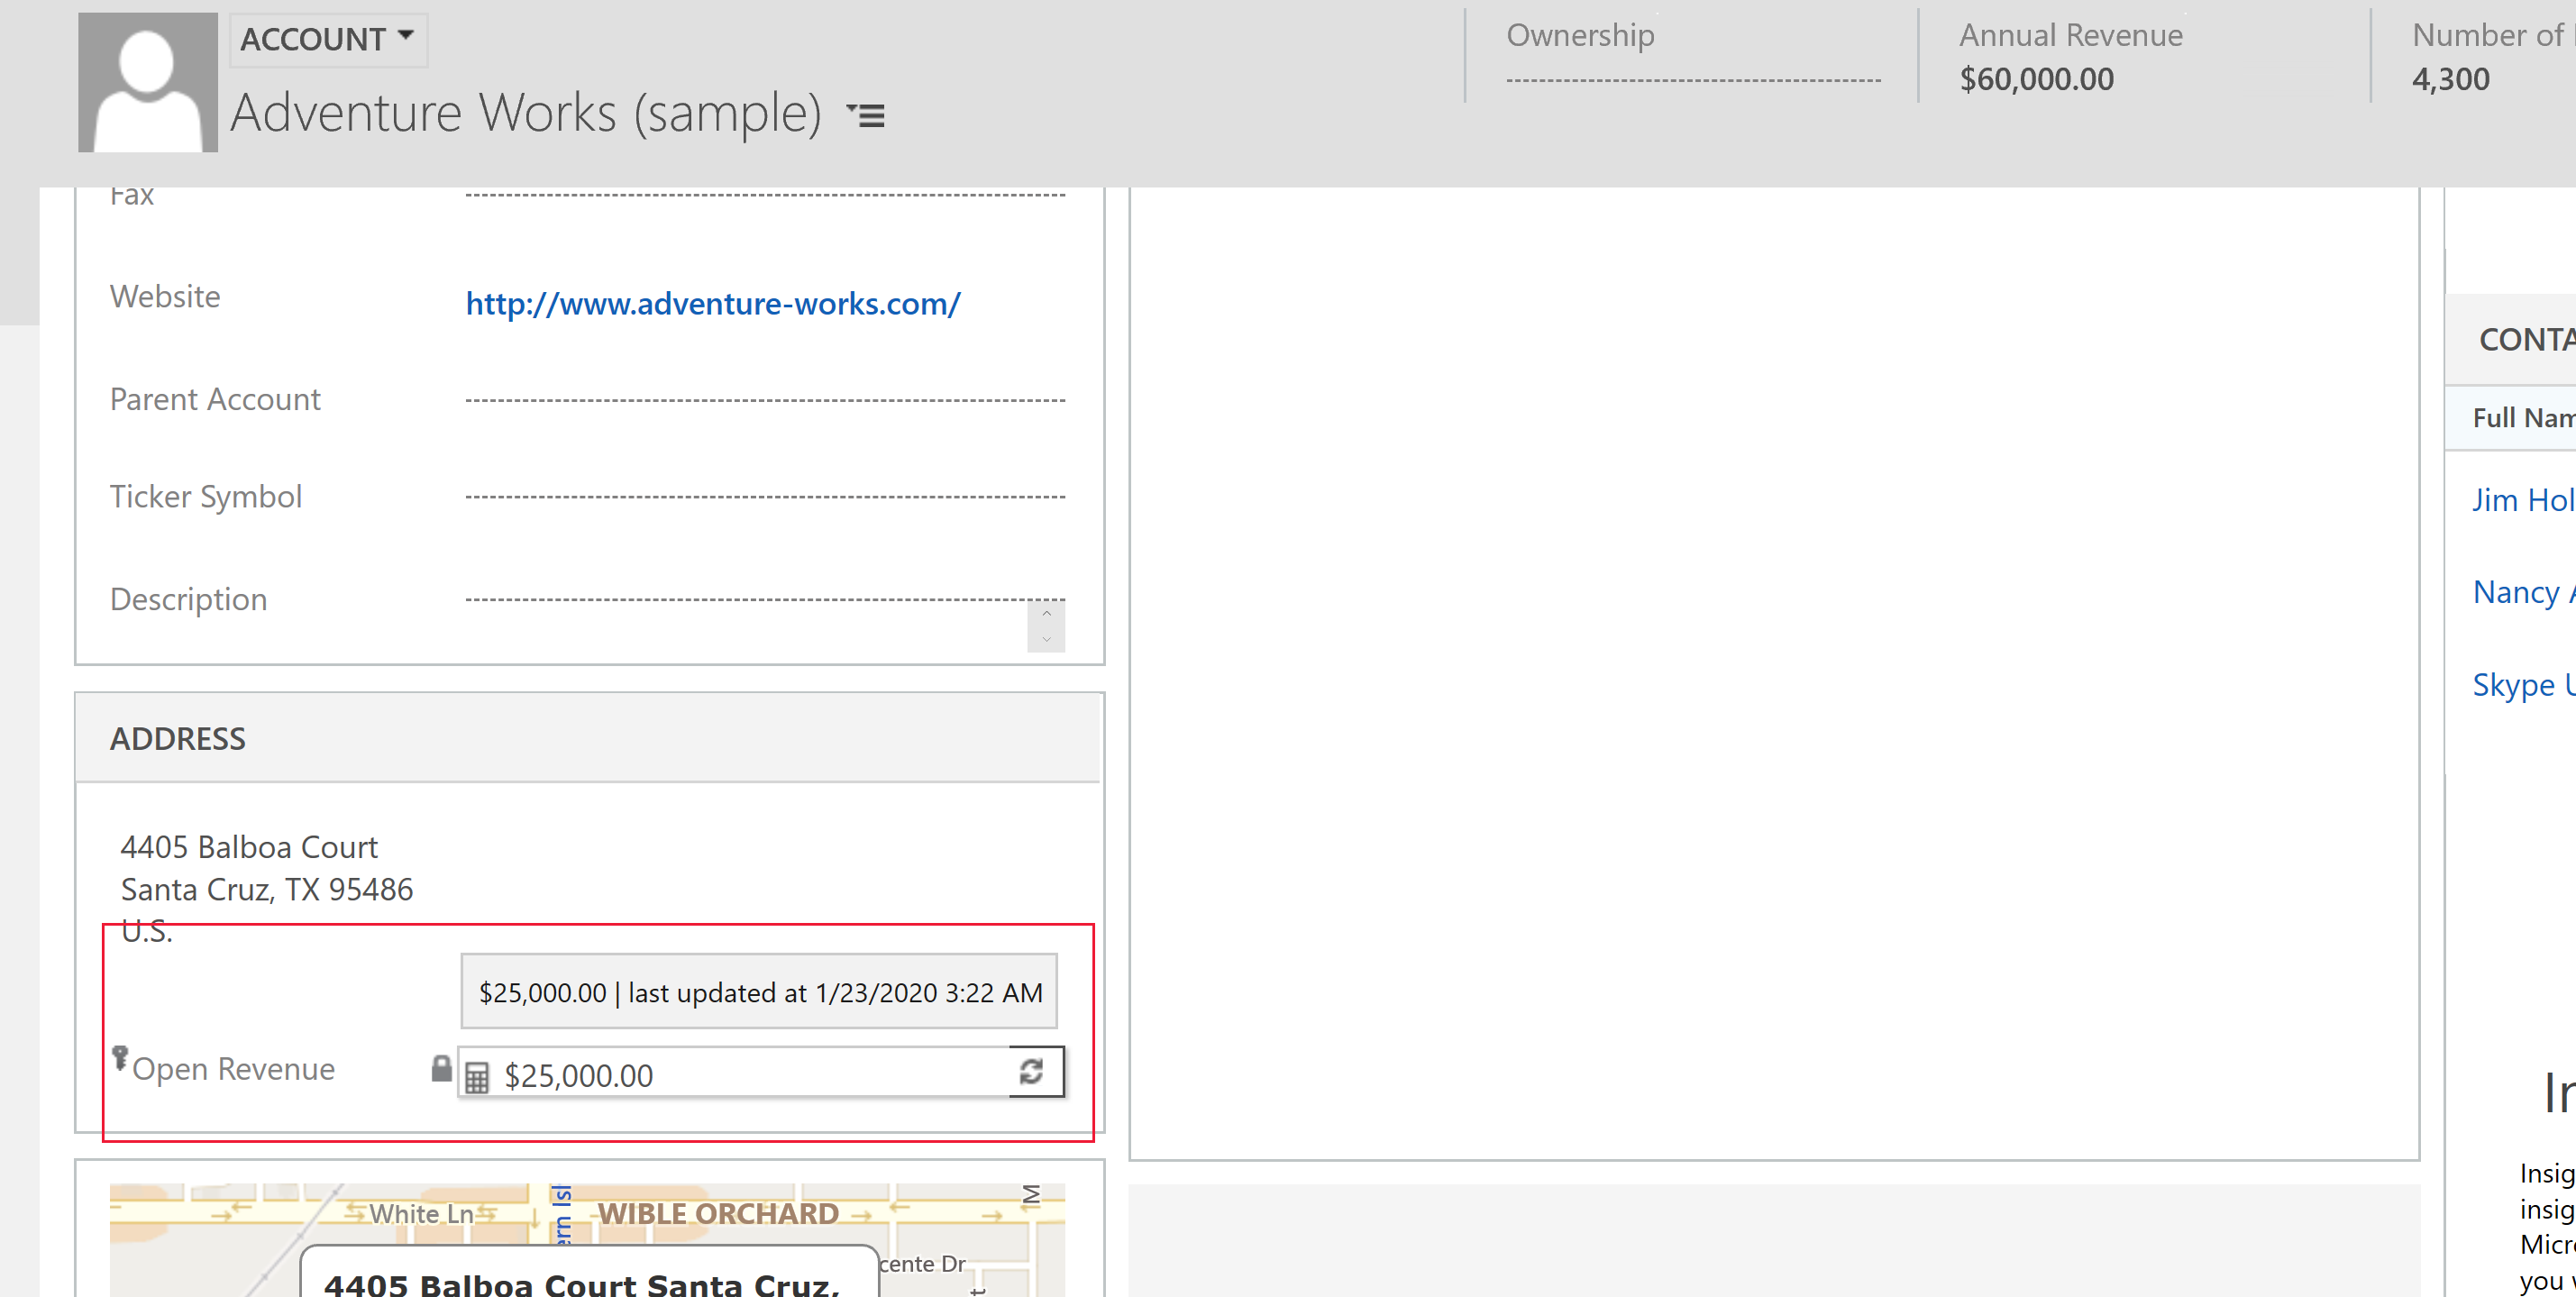 ACCOUNT
Adventure Works (sample)
Ownership
Annual Revenue
$60,000.00
Number of
4,300
Fax
Website
http://www.adventure-works.com/
Parent Account
Ticker Symbol
Description
ADDRESS
4405 Balboa Court
Santa Cruz, TX 95486
U.S.
$25,000.00 | last updated at 1/23/2020 3:22 AM
Open Revenue
$25,000.00
White Ln
WIBLE ORCHARD
M
cente Dr
4405 Balboa Court Santa Cruz,
CONTA
Full Nam
Jim Hol
Nancy
Skype
In
Insig
insig
Micr
you